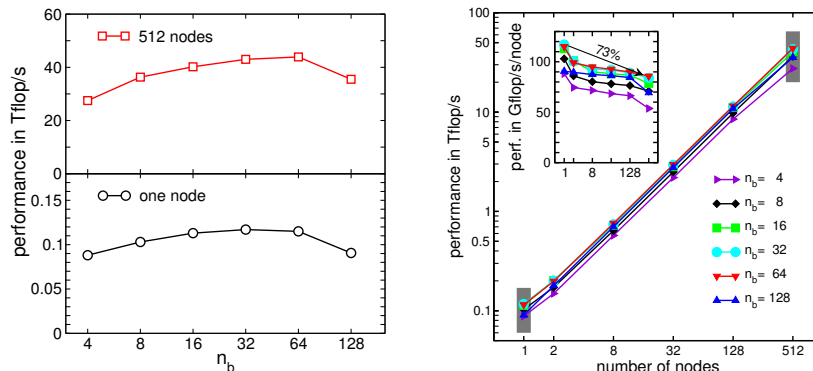 60
512 nodes
40
20
0
one node
0.15
0.1
0.05
0
performance in Tflop/s
4 8 16 32 64 128
n_b
100
50
10
5
1
0.5
0.1
performance in Tflop/s
73%
100
50
0
perf. in Gflop/s/node
1 8 128
n_b= 4
n_b= 8
n_b= 16
n_b= 32
n_b= 64
n_b= 128
1 2 8 32 128 512
number of nodes